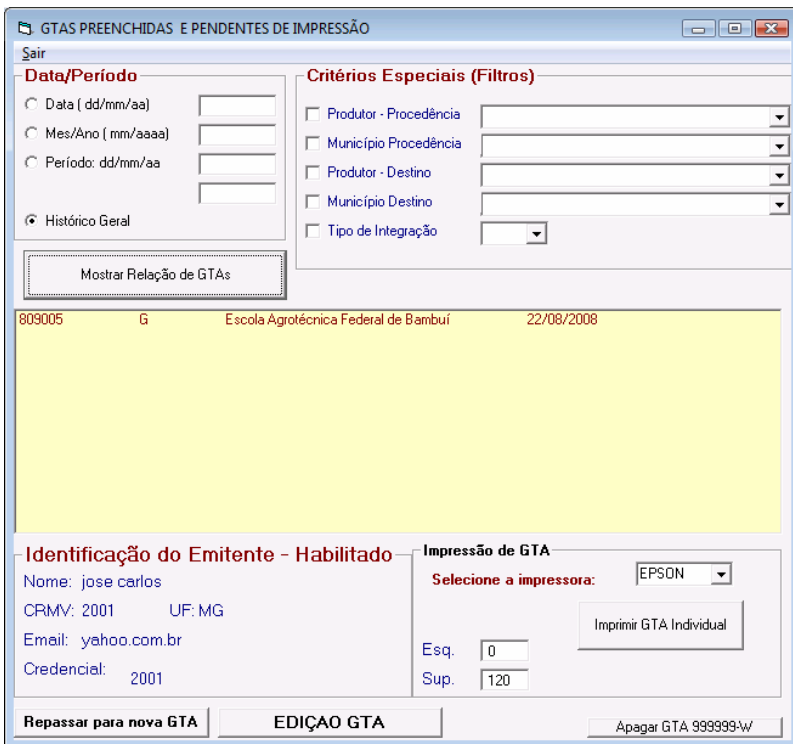 GTAS PREENCHIDAS E PENDENTES DE IMPRESSÃO
Sair
Data/Período
Data ( dd/mm/aa)
Mes/Ano ( mm/aaaa)
Período: dd/mm/aa
Histórico Geral
Critérios Especiais (Filtros)
Produtor - Procedência
Município Procedência
Produtor - Destino
Município Destino
Tipo de Integração
Mostrar Relação de GTAs
809005 G Escola Agrotécnica Federal de Bambuí 22/08/2008
Identificação do Emitente - Habilitado
Nome: jose carlos
CRMV: 2001 UF: MG
Email: yahoo.com.br
Credencial: 2001
Impressão de GTA
Selecione a impressora: EPSON
Imprimir GTA Individual
Esq. 0
Sup. 120
Repassar para nova GTA
EDIÇAO GTA
Apagar GTA 999999-W